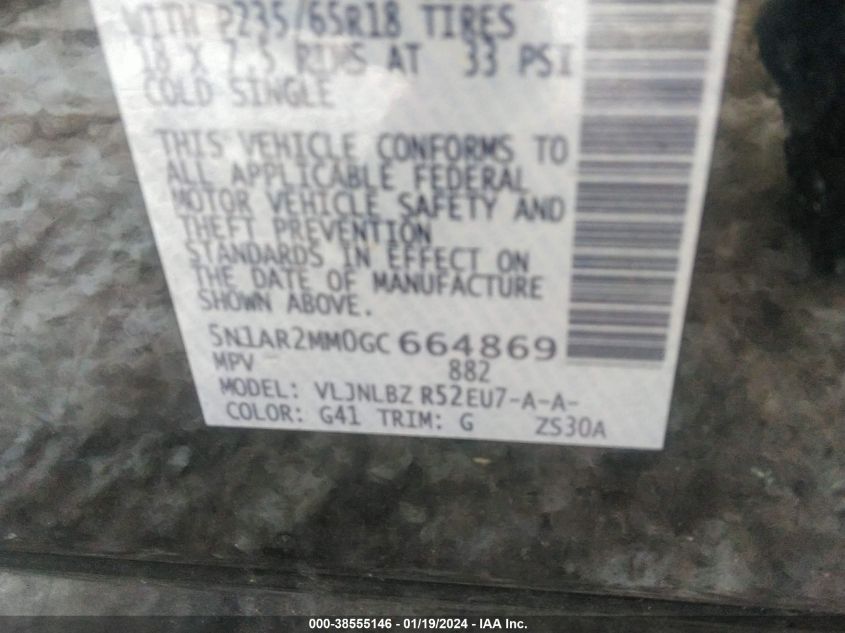 WITH P235/65R18 TIRES
18 X 7.5 RIMS AT 33 PSI
COLD SINGLE
THIS VEHICLE CONFORMS TO
ALL APPLICABLE FEDERAL
MOTOR VEHICLE SAFETY AND
THEFT PREVENTION
STANDARDS IN EFFECT ON
THE DATE OF MANUFACTURE
SHOWN ABOVE.
5N1AR2MM0GC 664869
MPV 882
MODEL: VLJNLBZ R52EU7-A-A-
COLOR: G41 TRIM: G ZS30A
000-38555146 - 01/19/2024 - IAA Inc.